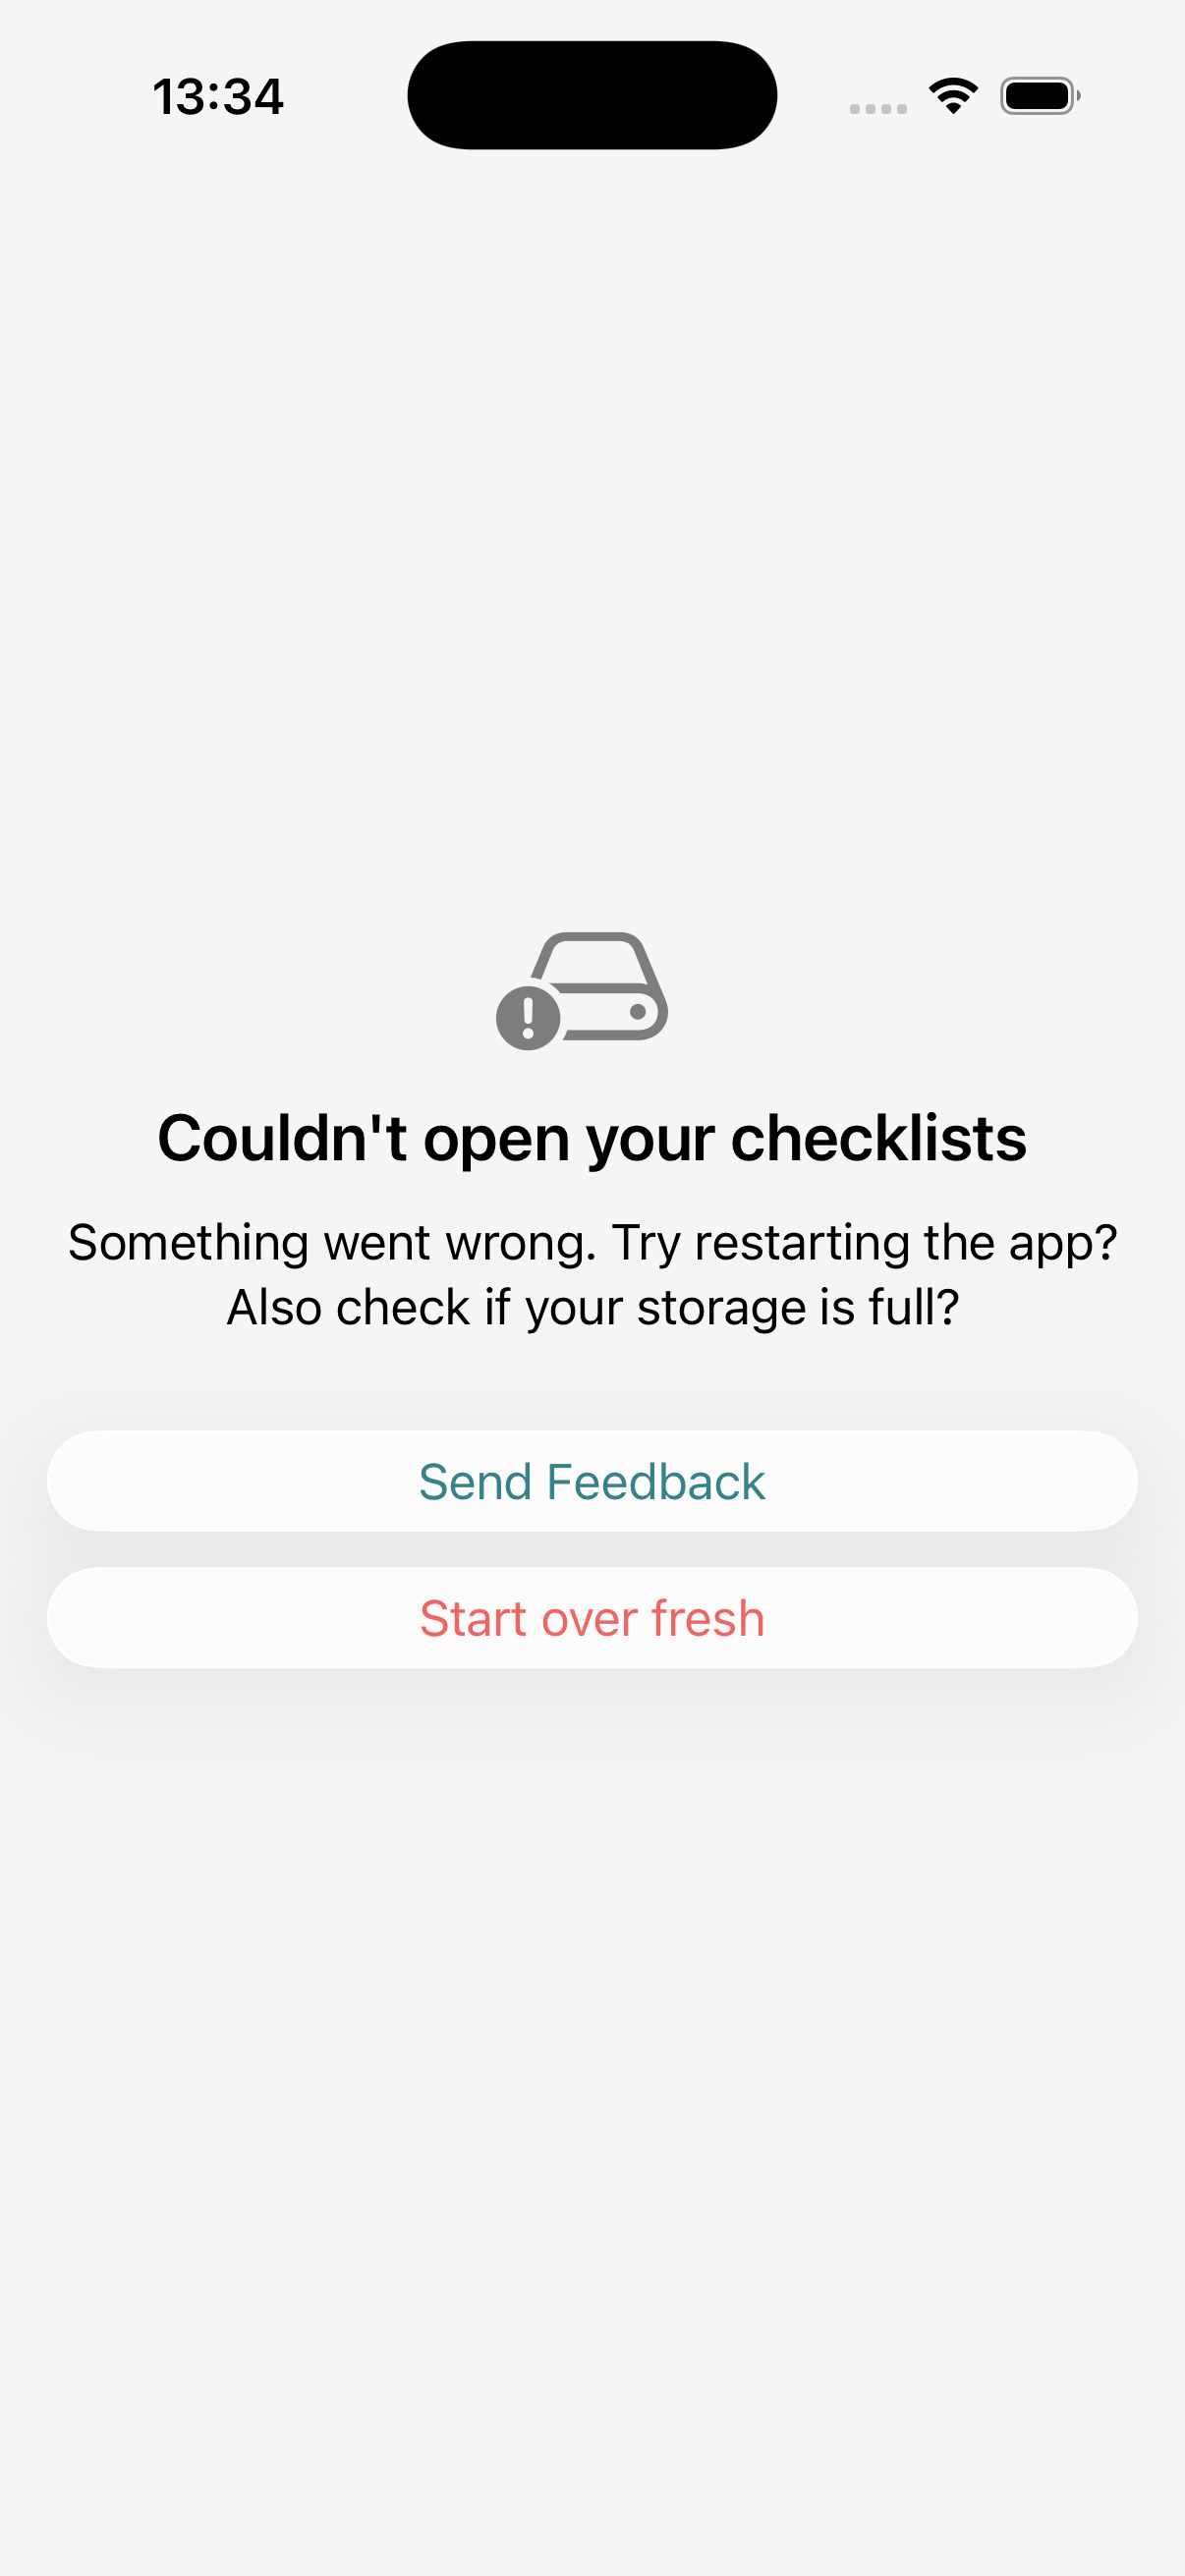 13:34
Couldn't open your checklists
Something went wrong. Try restarting the app?
Also check if your storage is full?
Send Feedback
Start over fresh